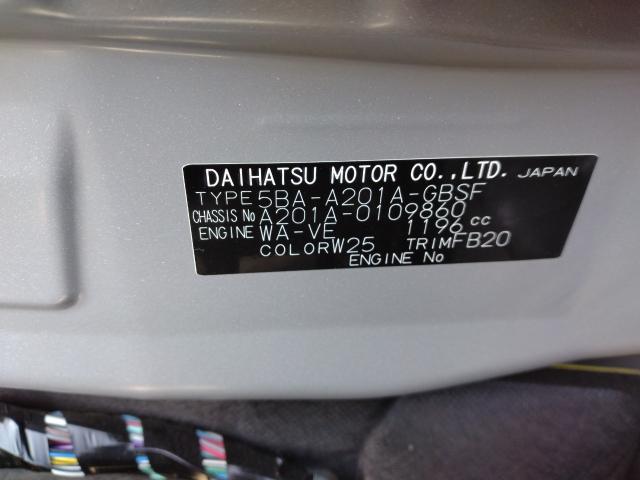 DAIHATSU MOTOR CO.,LTD. JAPAN
TYPE 5BA-A201A-GBSF
CHASSIS No A201A-0109860
ENGINE WA-VE 1196 cc
COLOR W25 TRIM FB20
ENGINE No